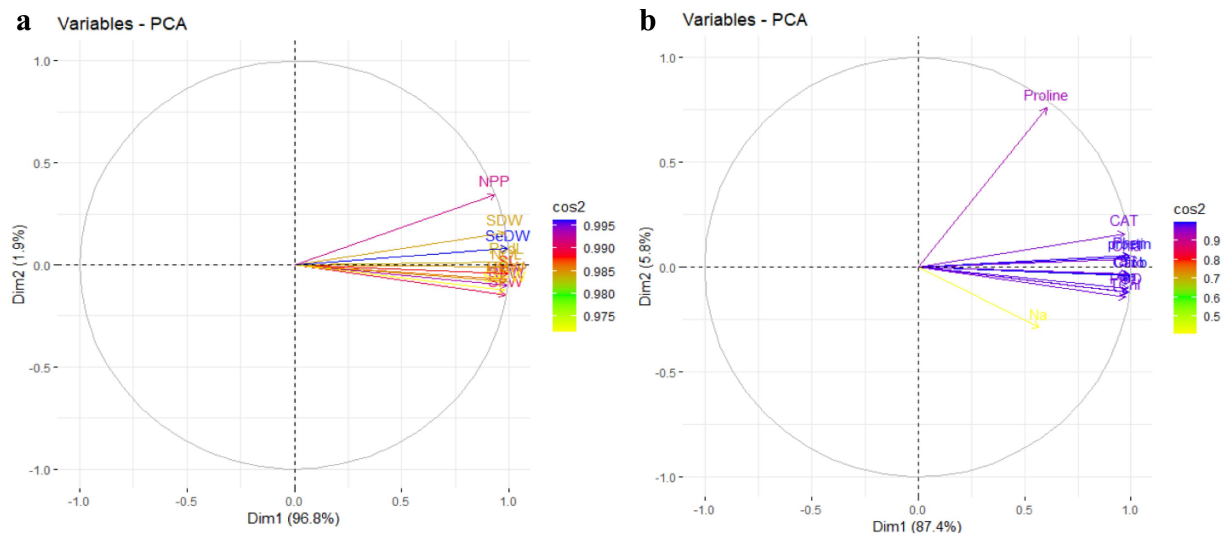 a
Variables - PCA
1.0
0.5
0.0
-0.5
-1.0
Dim2 (1.9%)
NPP
SDW
SeDW
-1.0
-0.5
0.0
0.5
1.0
Dim1 (96.8%)
cos2
0.995
0.990
0.985
0.980
0.975
b
Variables - PCA
1.0
0.5
0.0
-0.5
-1.0
Dim2 (5.8%)
Proline
CAT
Na
-1.0
-0.5
0.0
0.5
1.0
Dim1 (87.4%)
cos2
0.9
0.8
0.7
0.6
0.5